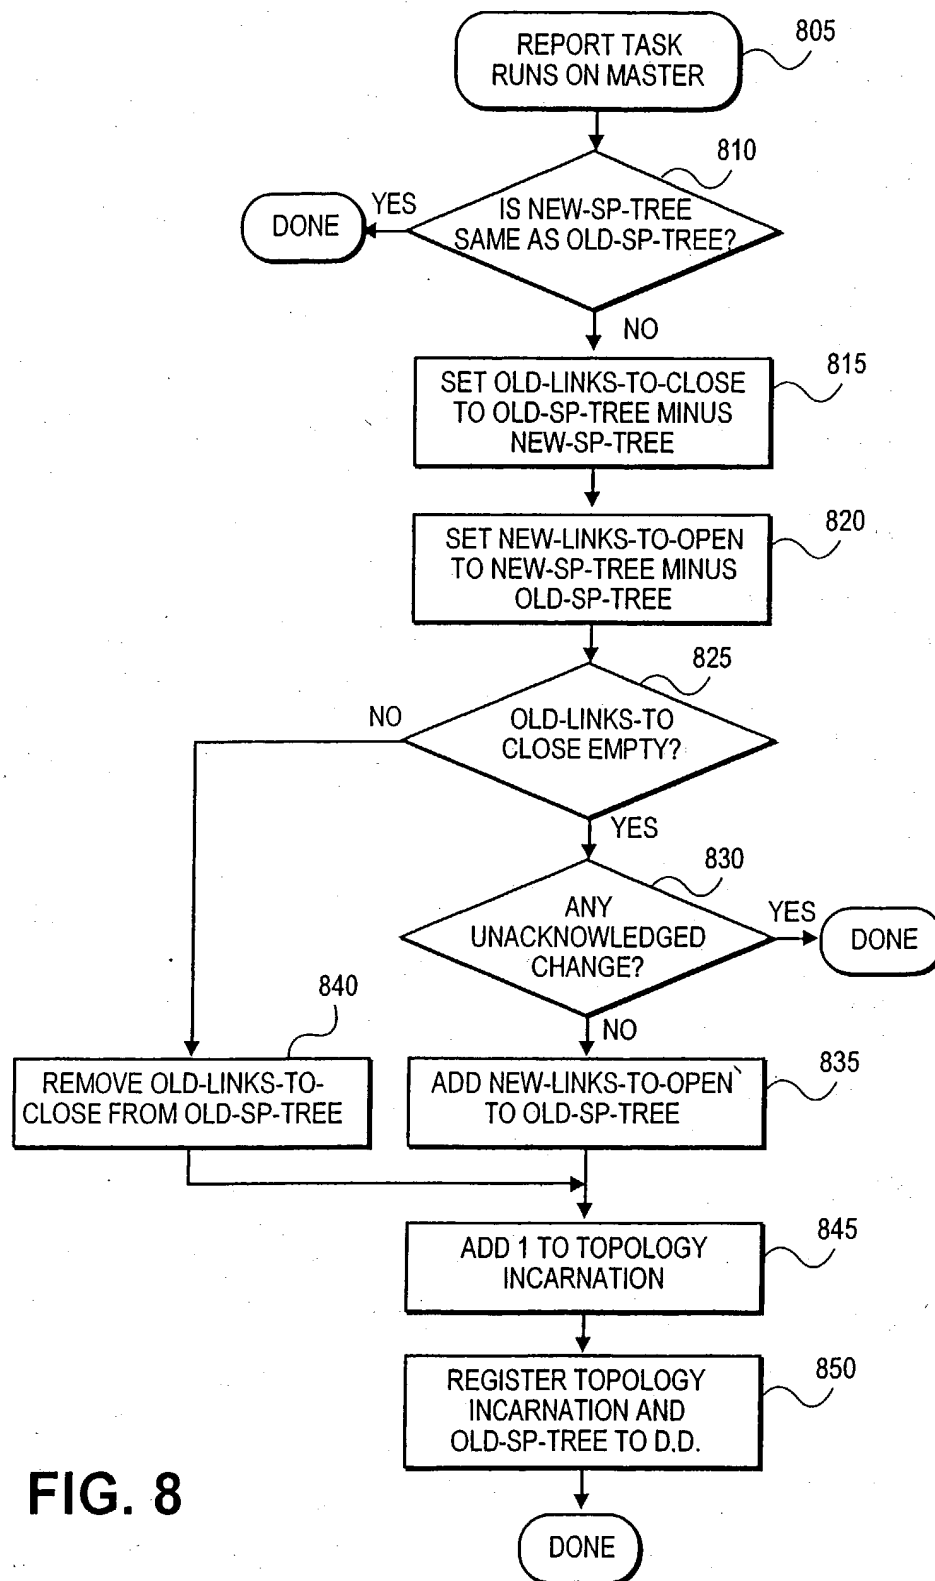 REPORT TASK
RUNS ON MASTER
805
810
IS NEW-SP-TREE
SAME AS OLD-SP-TREE?
YES
DONE
NO
815
SET OLD-LINKS-TO-CLOSE
TO OLD-SP-TREE MINUS
NEW-SP-TREE
820
SET NEW-LINKS-TO-OPEN
TO NEW-SP-TREE MINUS
OLD-SP-TREE
825
NO
OLD-LINKS-TO
CLOSE EMPTY?
YES
830
ANY
UNACKNOWLEDGED
CHANGE?
YES
DONE
NO
840
REMOVE OLD-LINKS-TO-
CLOSE FROM OLD-SP-TREE
835
ADD NEW-LINKS-TO-OPEN
TO OLD-SP-TREE
845
ADD 1 TO TOPOLOGY
INCARNATION
850
REGISTER TOPOLOGY
INCARNATION AND
OLD-SP-TREE TO D.D.
DONE
FIG. 8